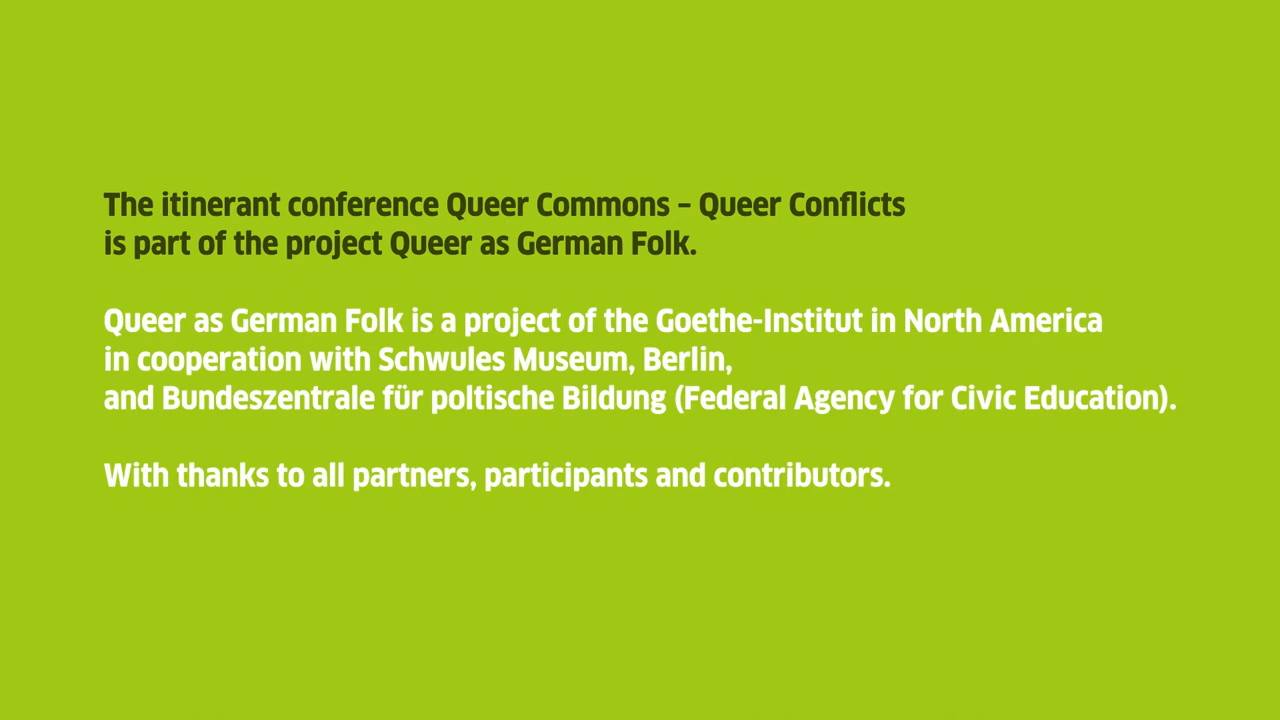 The itinerant conference Queer Commons – Queer Conflicts
is part of the project Queer as German Folk.
Queer as German Folk is a project of the Goethe-Institut in North America
in cooperation with Schwules Museum, Berlin,
and Bundeszentrale für poltische Bildung (Federal Agency for Civic Education).
With thanks to all partners, participants and contributors.